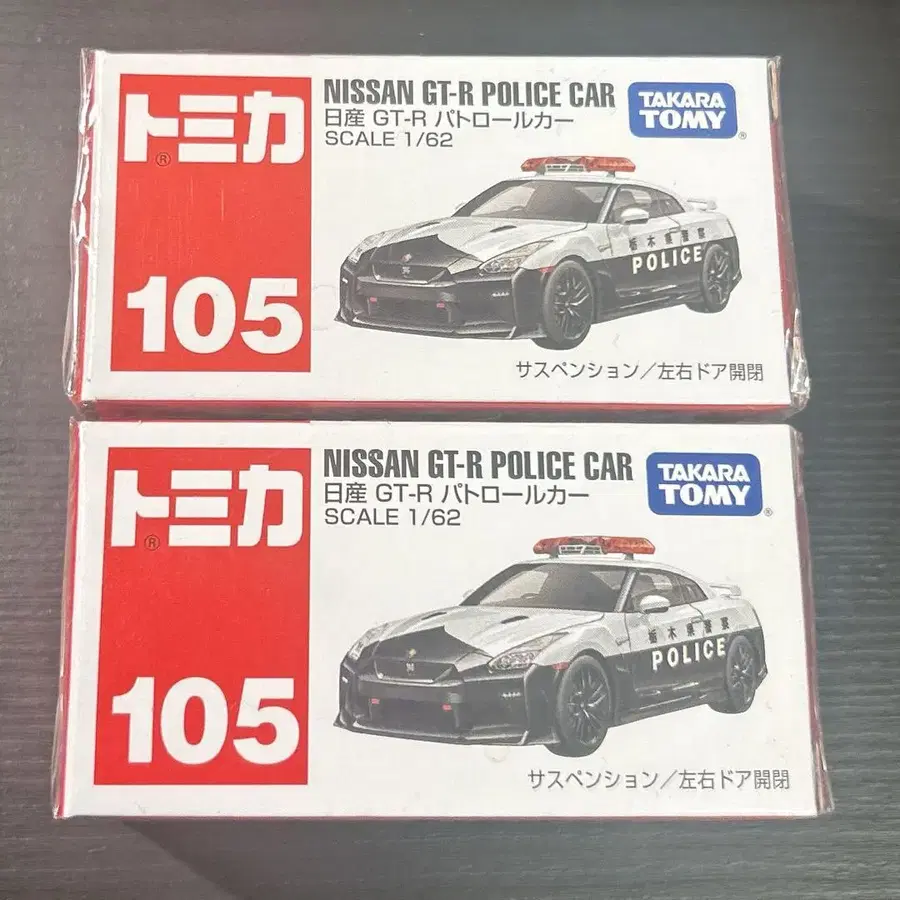 トミカ
®
105
NISSAN GT-R POLICE CAR
日産 GT-R パトロールカー
SCALE 1/62
TAKARA
TOMY
®
栃木県警察
POLICE
サスペンション／左右ドア開閉
トミカ
®
105
NISSAN GT-R POLICE CAR
日産 GT-R パトロールカー
SCALE 1/62
TAKARA
TOMY
®
栃木県警察
POLICE
サスペンション／左右ドア開閉